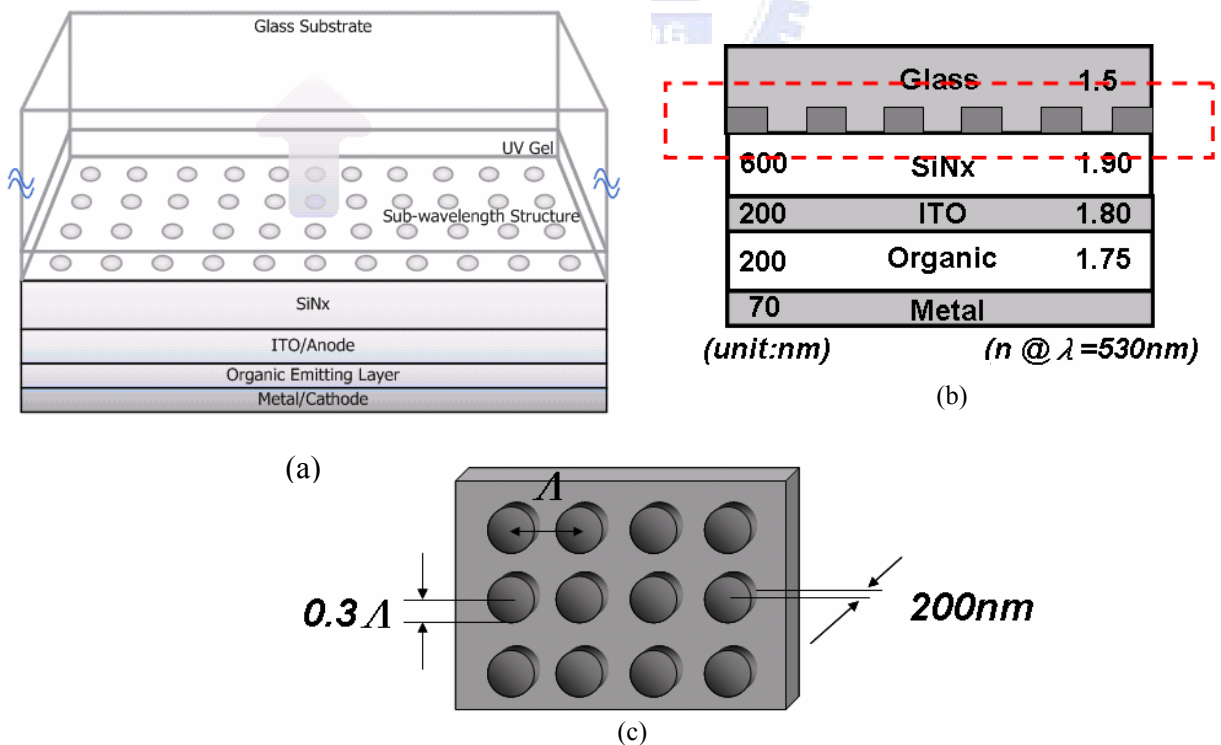 Glass Substrate
UV Gel
Sub-wavelength Structure
SiNx
ITO/Anode
Organic Emitting Layer
Metal/Cathode
(a)
Glass 1.5
600 SiNx 1.90
200 ITO 1.80
200 Organic 1.75
70 Metal
(unit:nm) (n @ λ=530nm)
(b)
Λ
0.3Λ
200nm
(c)